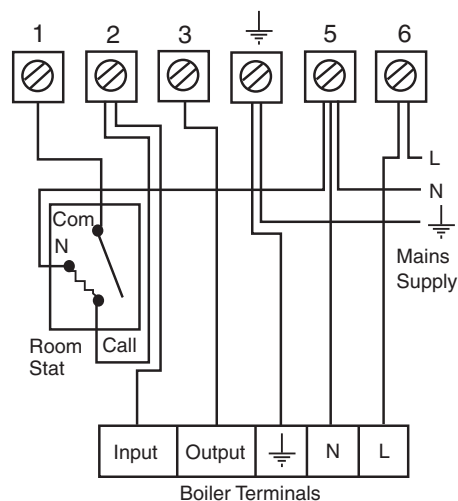 1 2 3 5 6
L
N
Com
N
Mains
Supply
Room
Stat
Call
Input Output N L
Boiler Terminals